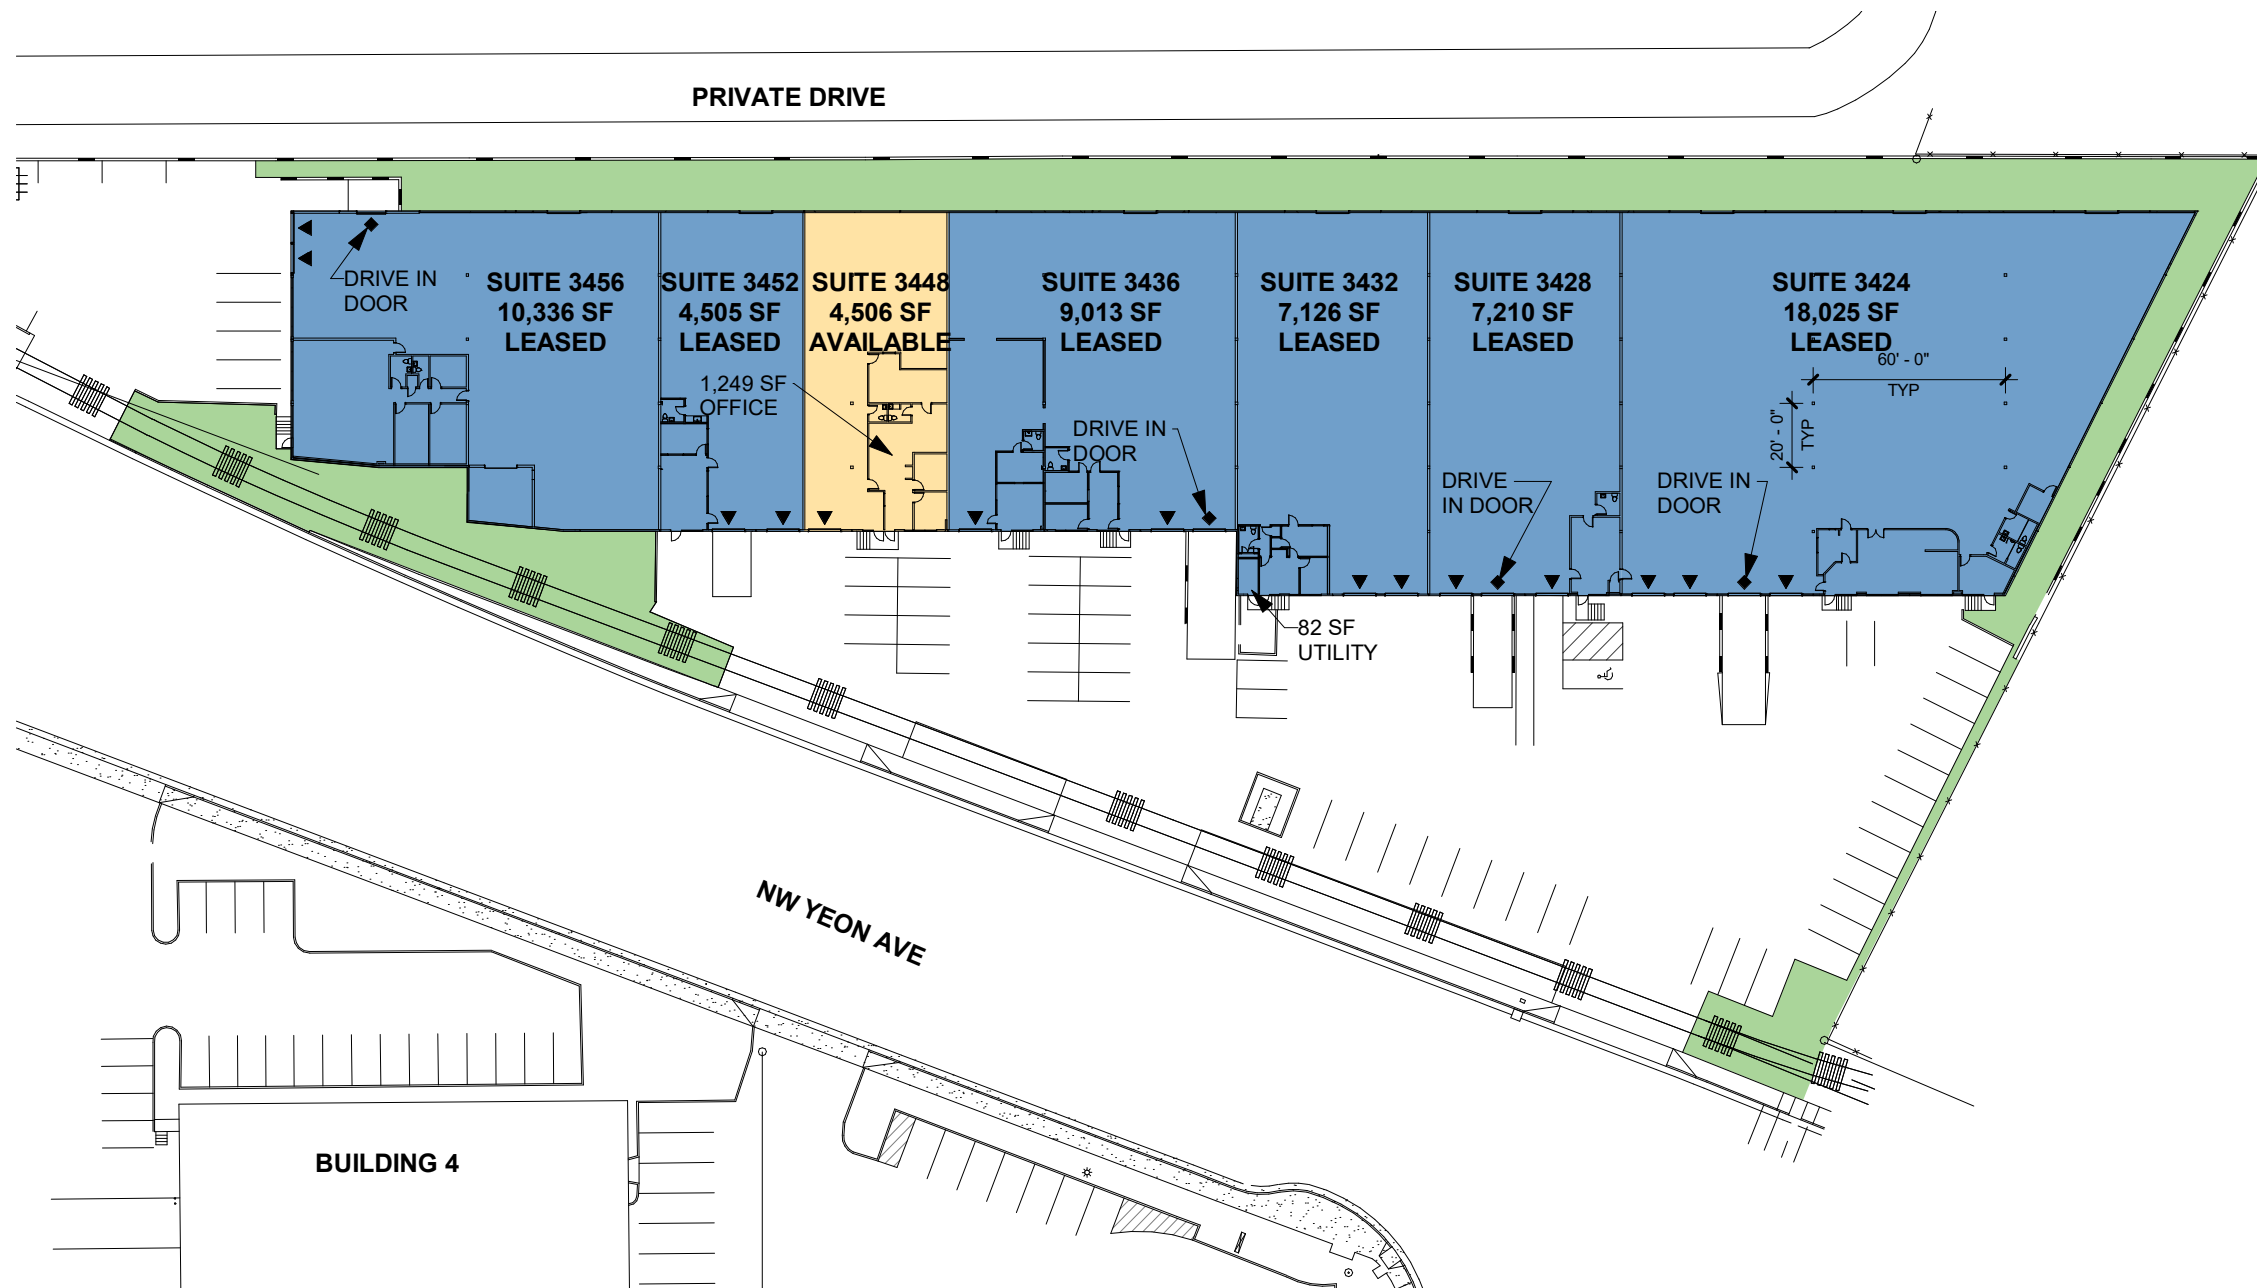 PRIVATE DRIVE
SUITE 3456
10,336 SF
LEASED
SUITE 3452
4,505 SF
LEASED
SUITE 3448
4,506 SF
AVAILABLE
SUITE 3436
9,013 SF
LEASED
SUITE 3432
7,126 SF
LEASED
SUITE 3428
7,210 SF
LEASED
SUITE 3424
18,025 SF
LEASED
DRIVE IN
DOOR
1,249 SF
OFFICE
DRIVE IN
DOOR
DRIVE
IN DOOR
DRIVE IN
DOOR
60' - 0"
TYP
20' - 0"
TYP
82 SF
UTILITY
NW YEON AVE
BUILDING 4